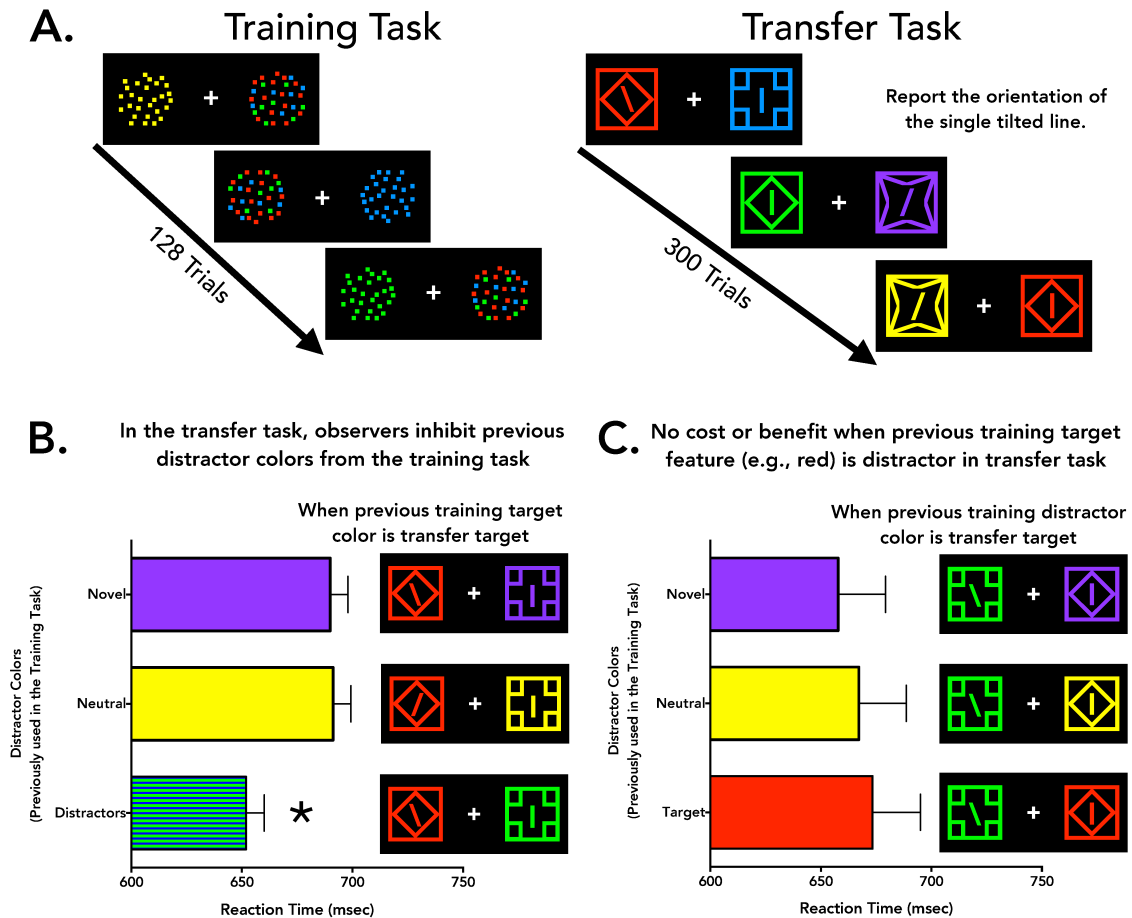 A.
Training Task
Transfer Task
Report the orientation of
the single tilted line.
128 Trials
300 Trials
B.
In the transfer task, observers inhibit previous
distractor colors from the training task
When previous training target
color is transfer target
Distractor Colors
(Previously used in the Training Task)
Novel
Neutral
Distractors
*
600
650
700
750
Reaction Time (msec)
C.
No cost or benefit when previous training target
feature (e.g., red) is distractor in transfer task
When previous training distractor
color is transfer target
Distractor Colors
(Previously used in the Training Task)
Novel
Neutral
Target
600
650
700
750
Reaction Time (msec)